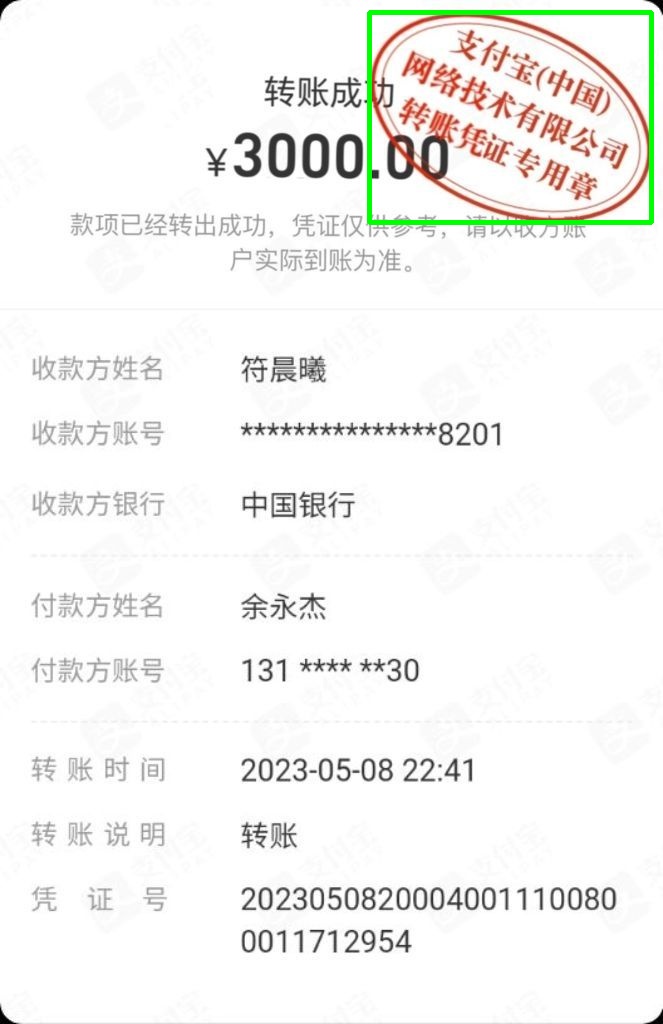 支付宝(中国)
网络技术有限公司
转账凭证专用章
转账成功
￥3000.00
款项已经转出成功，凭证仅供参考，请以收方账
户实际到账为准。
收款方姓名 符晨曦
收款方账号 ***************8201
收款方银行 中国银行
付款方姓名 余永杰
付款方账号 131 **** **30
转账时间 2023-05-08 22:41
转账说明 转账
凭证号 2023050820004001110080
0011712954